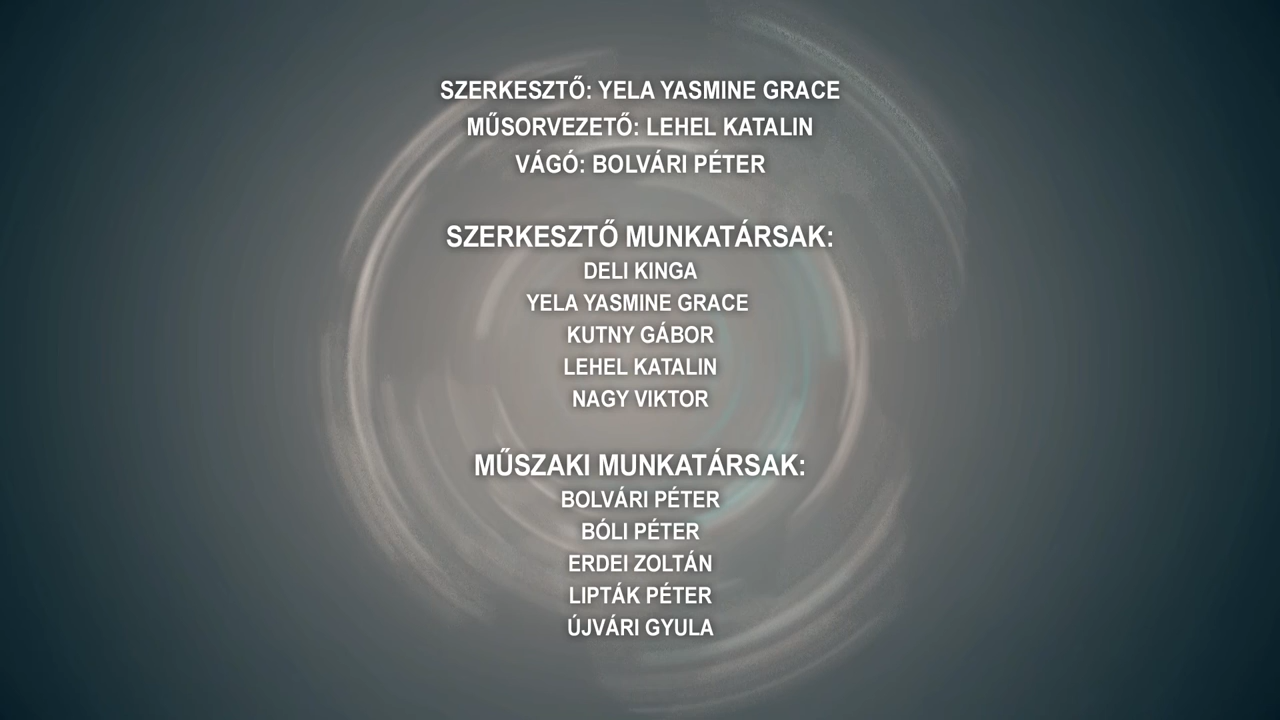 SZERKESZTŐ: YELA YASMINE GRACE
MŰSORVEZETŐ: LEHEL KATALIN
VÁGÓ: BOLVÁRI PÉTER
SZERKESZTŐ MUNKATÁRSAK:
DELI KINGA
YELA YASMINE GRACE
KUTNY GÁBOR
LEHEL KATALIN
NAGY VIKTOR
MŰSZAKI MUNKATÁRSAK:
BOLVÁRI PÉTER
BÓLI PÉTER
ERDEI ZOLTÁN
LIPTÁK PÉTER
ÚJVÁRI GYULA